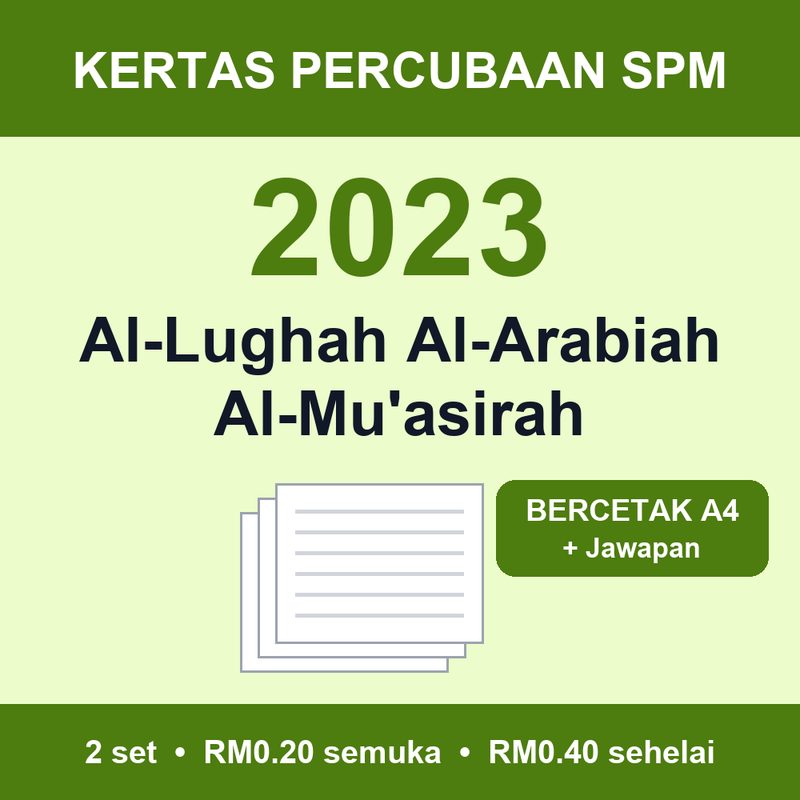 KERTAS PERCUBAAN SPM
2023
Al-Lughah Al-Arabiah
Al-Mu'asirah
BERCETAK A4
+ Jawapan
2 set • RM0.20 semuka • RM0.40 sehelai